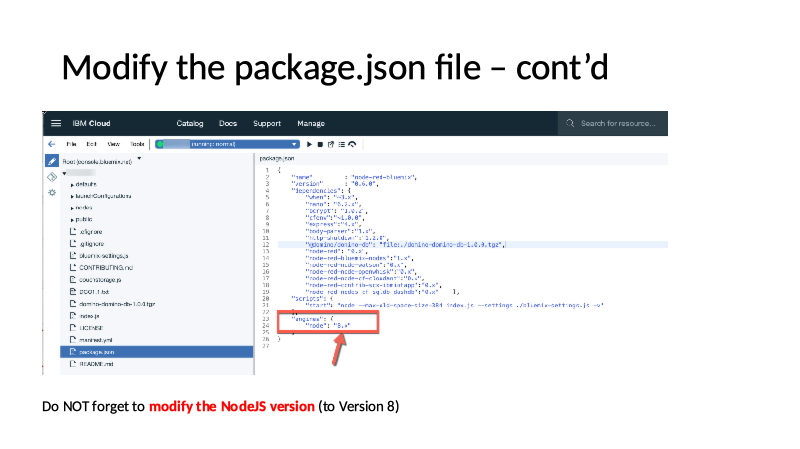 Modify the package.json file – cont’d
IBM Cloud Catalog Docs Support Manage Search for resource...
File Edit View Tools (running: normal)
Root (console.bluemix.net) package.json
defaults
launchConfigurations
nodes
public
.cfignore
.gitignore
bluemix-settings.js
CONTRIBUTING.md
couchstorage.js
DCO1.1.txt
domino-domino-db-1.0.0.tgz
index.js
LICENSE
manifest.yml
package.json
README.md
1 {
2 "name" : "node-red-bluemix",
3 "version" : "0.6.0",
4 "dependencies": {
5 "when": "~3.x",
6 "nano": "6.2.x",
7 "bcrypt": "1.0.2",
8 "cfenv":"~1.0.0",
9 "express":"4.x",
10 "body-parser":"1.x",
11 "httpshutdown":"1.2.0",
12 "@domino/domino-db": "file:./domino-domino-db-1.0.0.tgz",
13 "node-red": "0.x",
14 "node-red-bluemix-nodes":"1.x",
15 "node-red-node-watson":"0.x",
16 "node-red-node-openwhisk":"0.x",
17 "node-red-node-cf-cloudant":"0.x",
18 "node-red-contrib-scx-ibmiotapp":"0.x",
19 "node-red-nodes-cf-sqldb-dashdb":"0.x" },
20 "scripts": {
21 "start": "node --max-old-space-size=384 index.js --settings ./bluemix-settings.js -v"
22
23 "engines": {
24 "node": "8.x"
25
26 }
27
Do NOT forget to modify the NodeJS version (to Version 8)